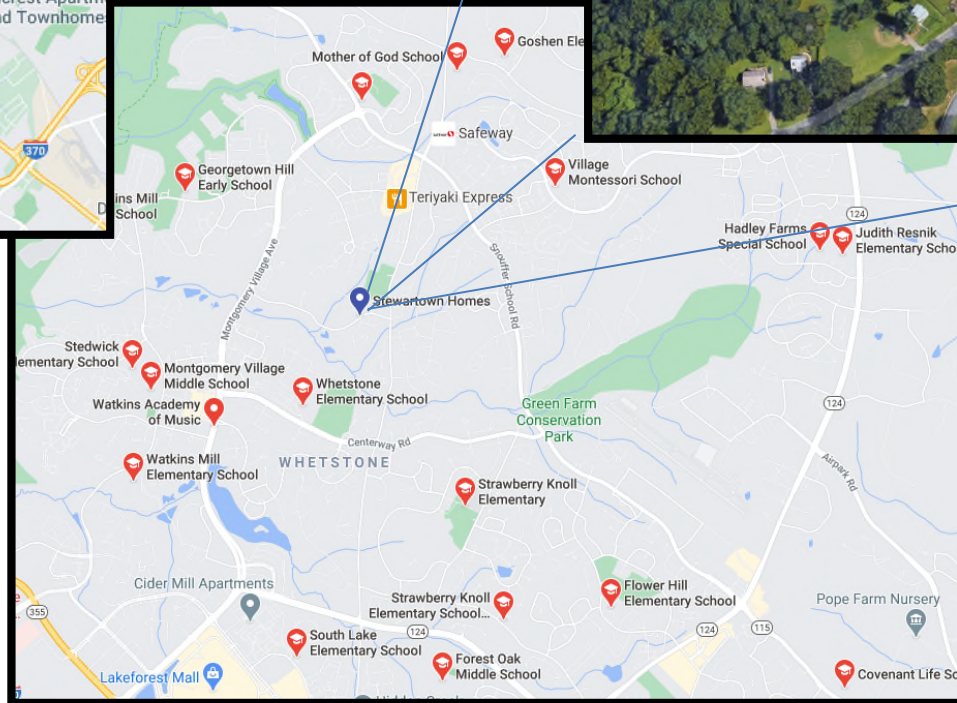 nd Townhome
370
Mother of God School
Goshen Ele
Safeway
Georgetown Hill
Early School
Village
Montessori School
ins Mill
School
Teriyaki Express
124
Hadley Farms
Special School
Judith Resnik
Elementary Scho
Montgomery Village Ave
Snouffer School Rd
Stewartown Homes
Stedwick
lementary School
Montgomery Village
Middle School
Whetstone
Elementary School
Watkins Academy
of Music
Green Farm
Conservation
Park
124
Centerway Rd
WHETSTONE
Watkins Mill
Elementary School
Airpark Rd
Strawberry Knoll
Elementary
Cider Mill Apartments
355
Strawberry Knoll
Elementary School...
Flower Hill
Elementary School
Pope Farm Nursery
124
124
115
South Lake
Elementary School
Forest Oak
Middle School
Lakeforest Mall
Covenant Life Sc